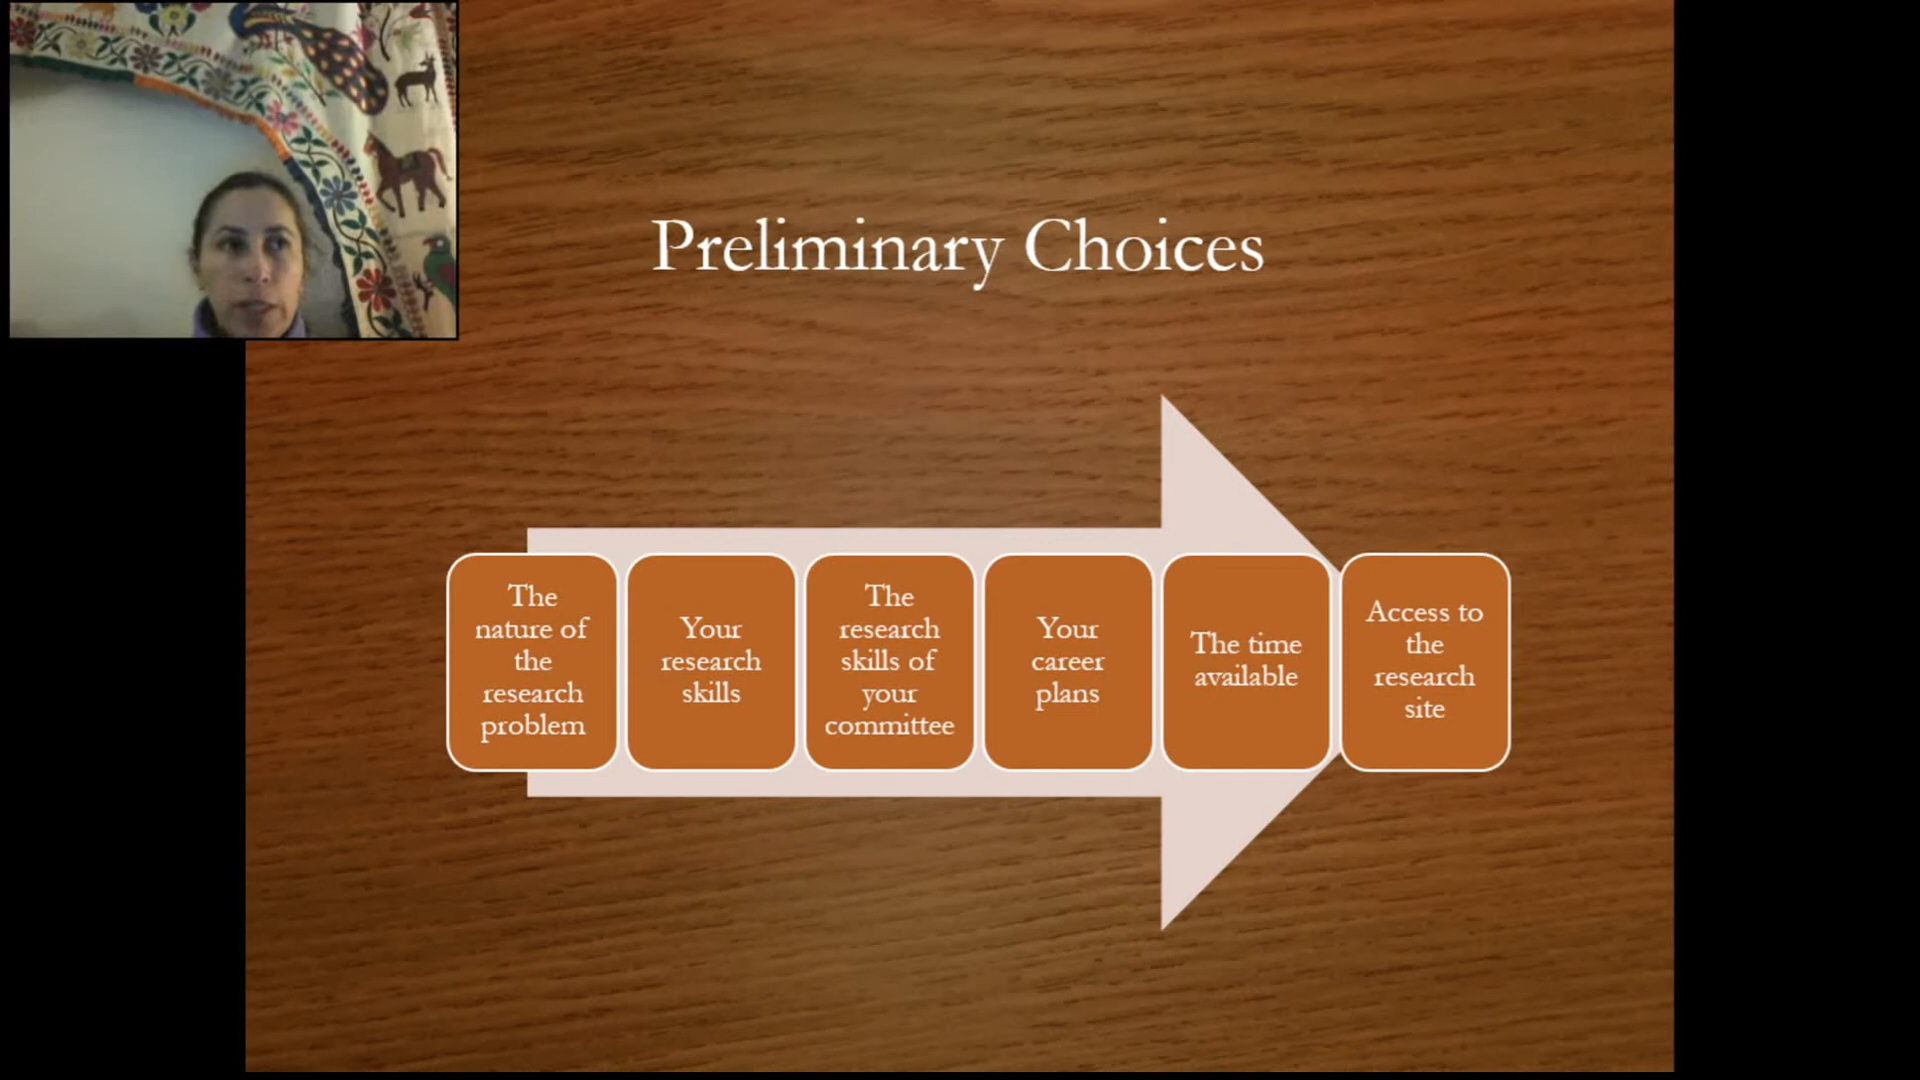 Preliminary Choices
The
nature of
the
research
problem
Your
research
skills
The
research
skills of
your
committee
Your
career
plans
The time
available
Access to
the
research
site